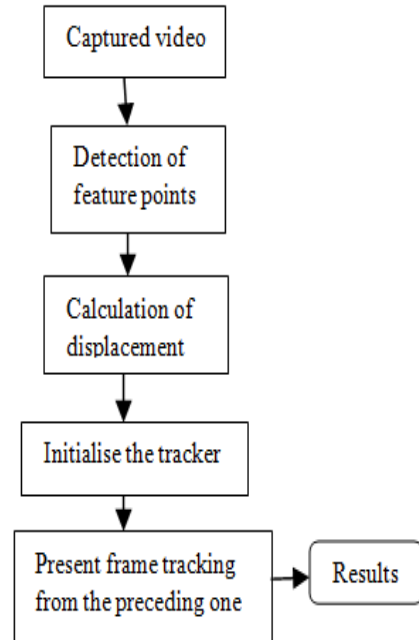 Captured video
Detection of
feature points
Calculation of
displacement
Initialise the tracker
Present frame tracking
from the preceding one
Results